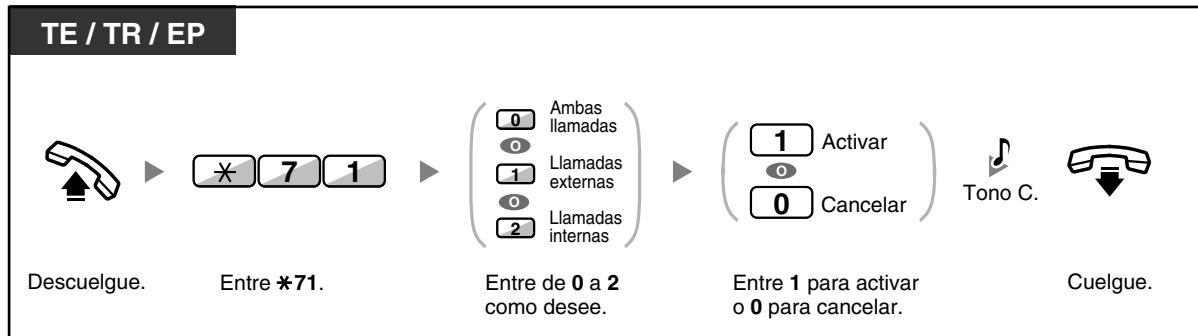 TE / TR / EP
0 Ambas
llamadas
o
1 Llamadas
externas
o
2 Llamadas
internas
* 7 1
1 Activar
o
0 Cancelar
Tono C.
Descuelgue.
Entre *71.
Entre de 0 a 2
como desee.
Entre 1 para activar
o 0 para cancelar.
Cuelgue.